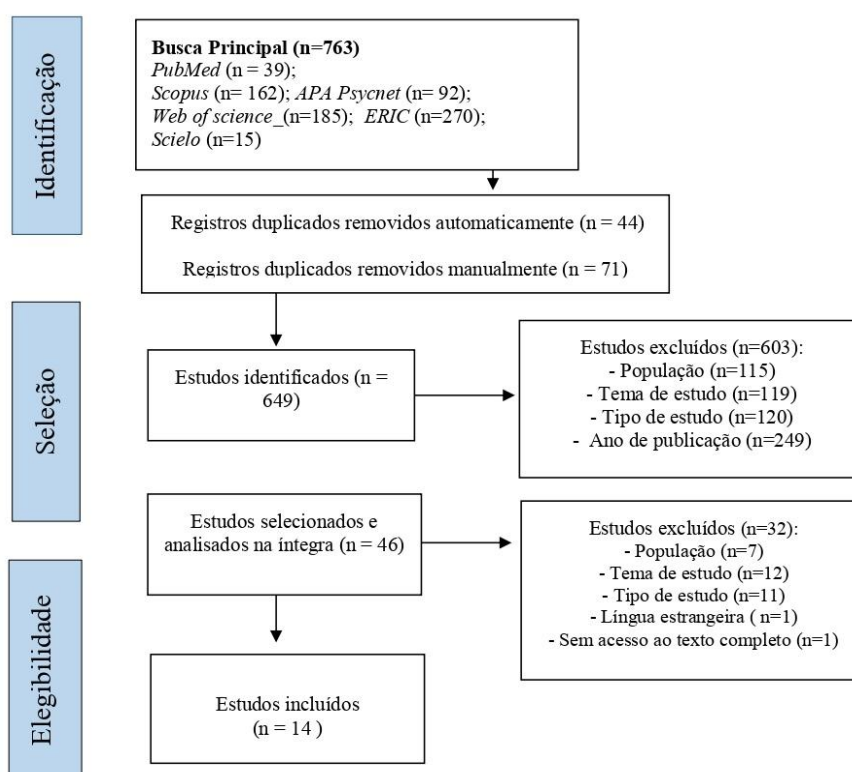 Identificação
Busca Principal (n=763)
PubMed (n = 39);
Scopus (n= 162); APA Psycnet (n= 92);
Web of science_(n=185); ERIC (n=270);
Scielo (n=15)
Registros duplicados removidos automaticamente (n = 44)
Registros duplicados removidos manualmente (n = 71)
Seleção
Estudos identificados (n =
649)
Estudos excluídos (n=603):
- População (n=115)
- Tema de estudo (n=119)
- Tipo de estudo (n=120)
- Ano de publicação (n=249)
Estudos selecionados e
analisados na íntegra (n = 46)
Estudos excluídos (n=32):
- População (n=7)
- Tema de estudo (n=12)
- Tipo de estudo (n=11)
- Língua estrangeira ( n=1)
- Sem acesso ao texto completo (n=1)
Elegibilidade
Estudos incluídos
(n = 14 )